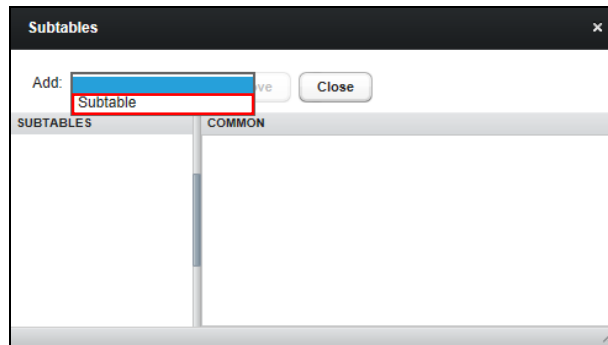 Subtables
Add:
ve Close
Subtable
SUBTABLES COMMON